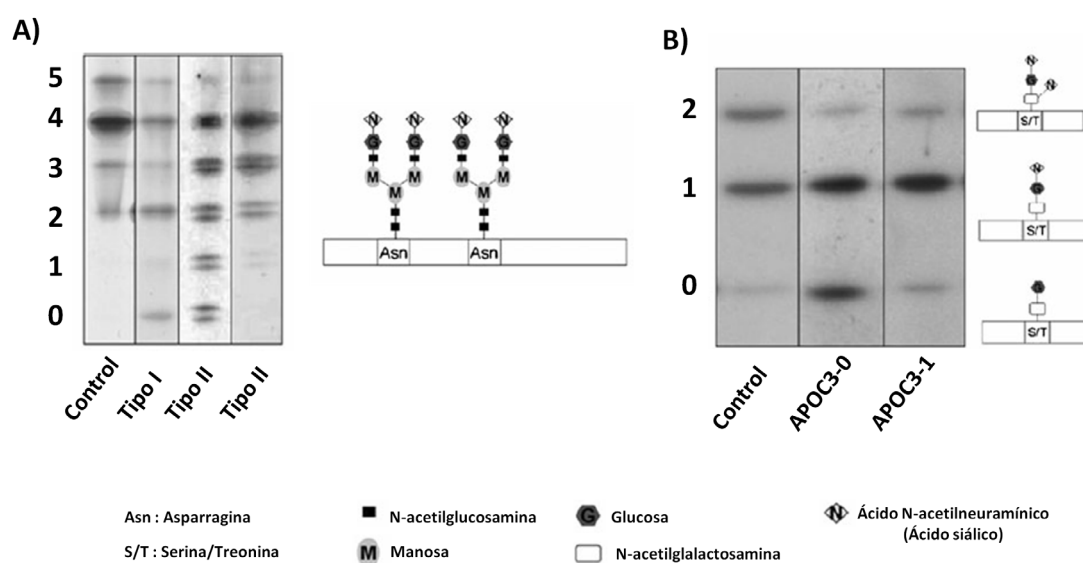 A)
5
4
3
2
1
0
Control
Tipo I
Tipo II
Tipo II
N N N N
G G G G
M M M M
M M
Asn Asn
B)
2
1
0
Control
APOC3-0
APOC3-1
N
G N
S/T
N
G
S/T
G
S/T
Asn : Asparragina
S/T : Serina/Treonina
N-acetilglucosamina
M Manosa
G Glucosa
N-acetilglalactosamina
N Ácido N-acetilneuramínico
(Ácido siálico)